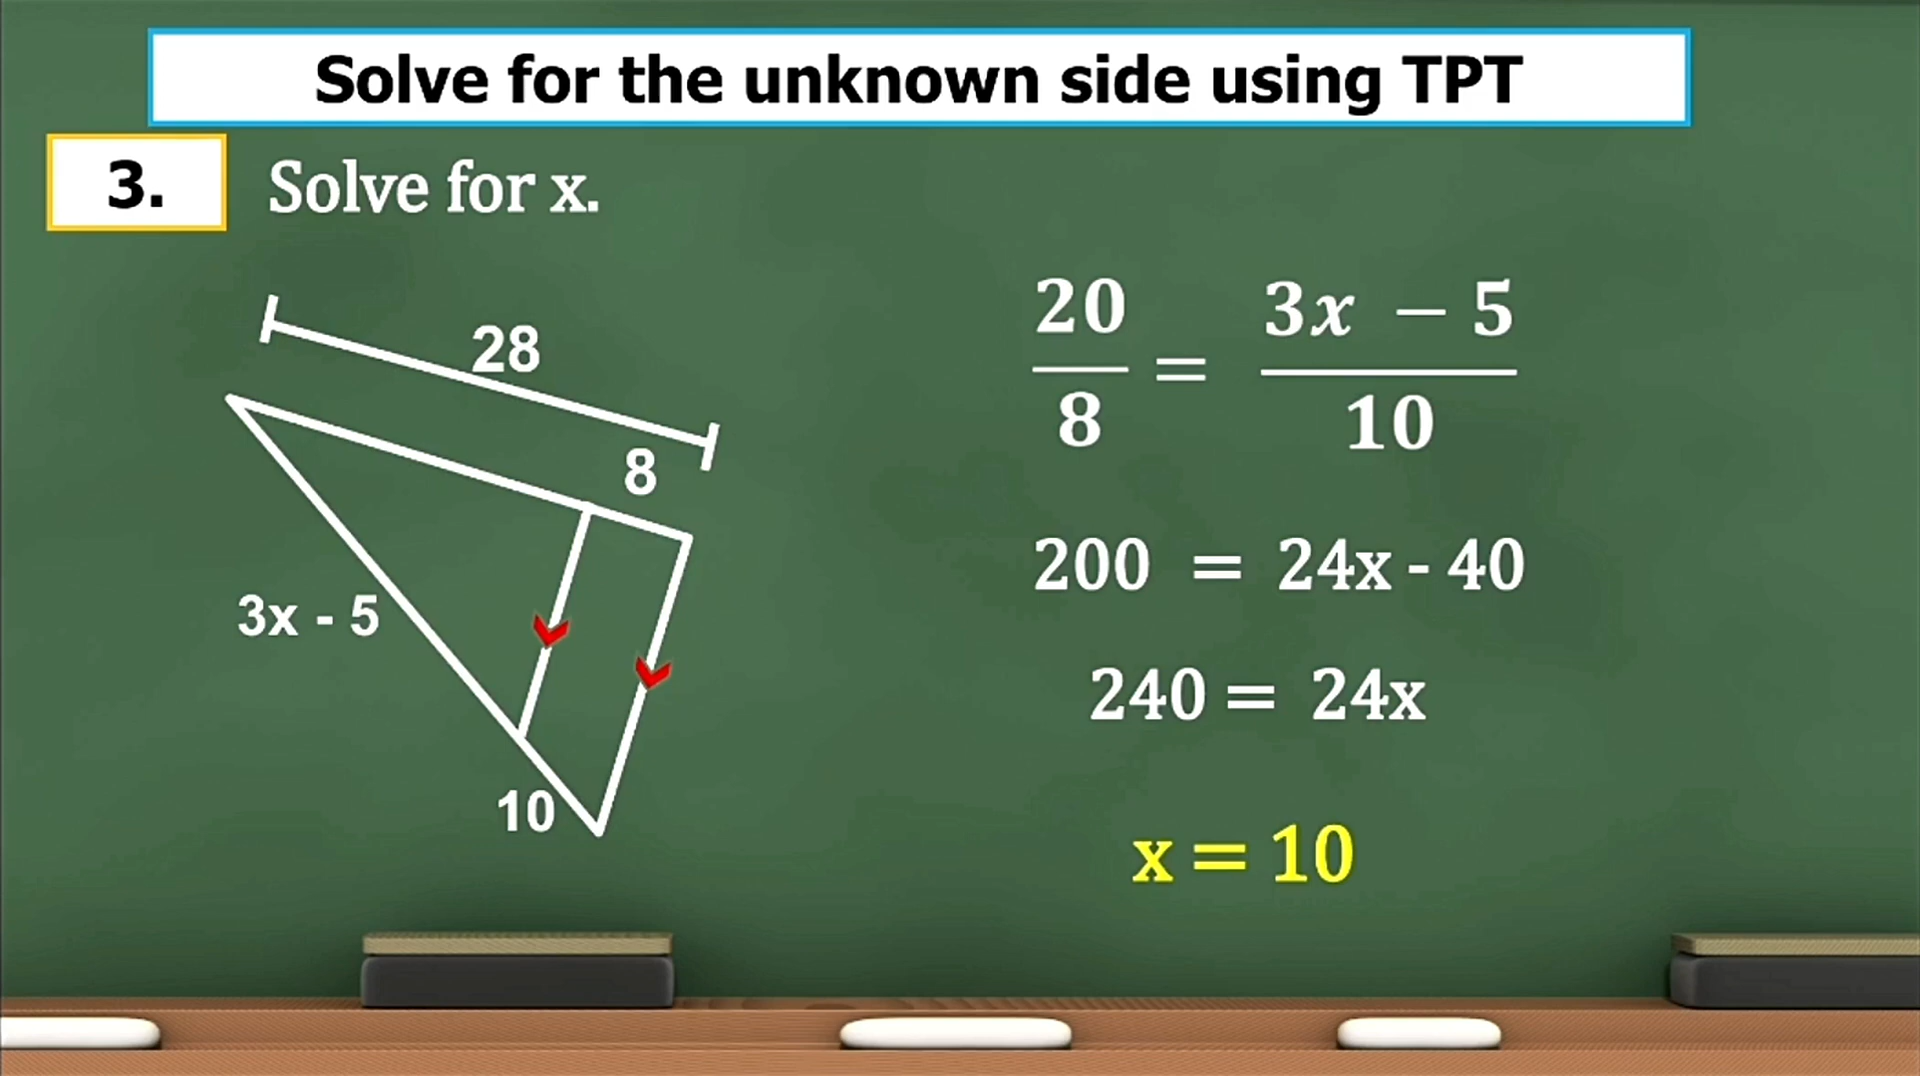 Solve for the unknown side using TPT
3. Solve for x.
28
8
3x - 5
10
20/8 = 3x - 5/10
200 = 24x - 40
240 = 24x
x = 10